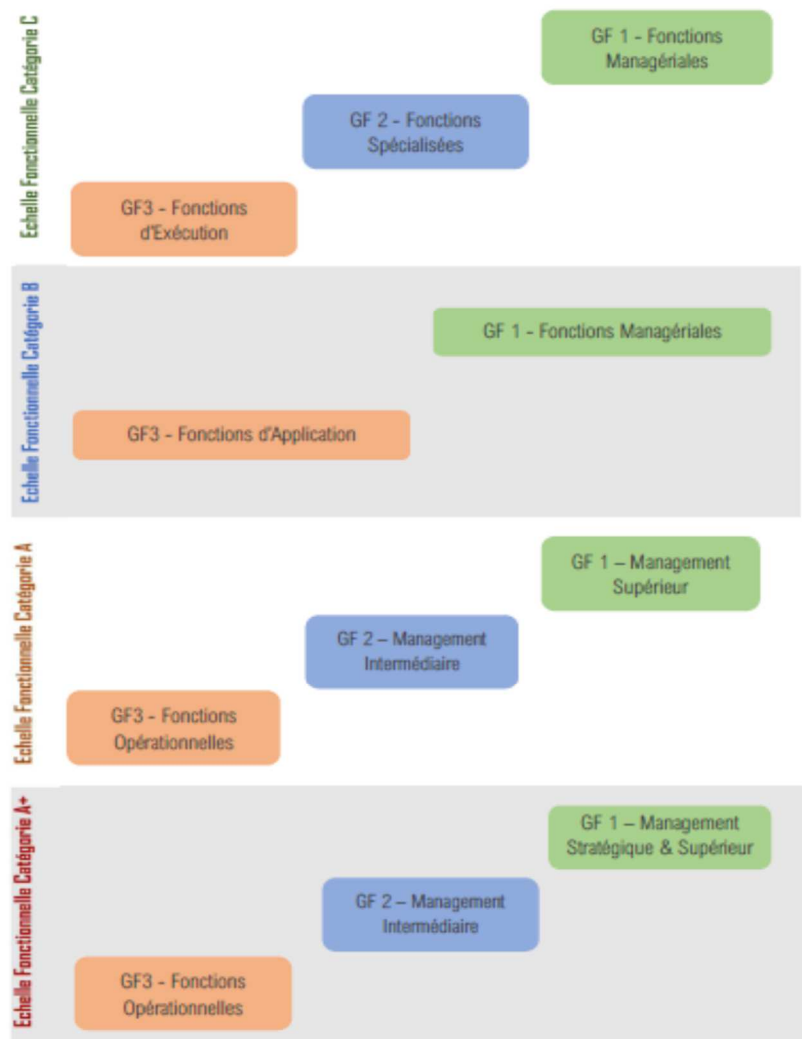 Echelle Fonctionnelle Catégorie C
GF 1 - Fonctions
Managériales
GF 2 - Fonctions
Spécialisées
GF3 - Fonctions
d'Exécution
Echelle Fonctionnelle Catégorie B
GF 1 - Fonctions Managériales
GF3 - Fonctions d'Application
Echelle Fonctionnelle Catégorie A
GF 1 – Management
Supérieur
GF 2 – Management
Intermédiaire
GF3 - Fonctions
Opérationnelles
Echelle Fonctionnelle Catégorie A+
GF 1 – Management
Stratégique & Supérieur
GF 2 – Management
Intermédiaire
GF3 - Fonctions
Opérationnelles